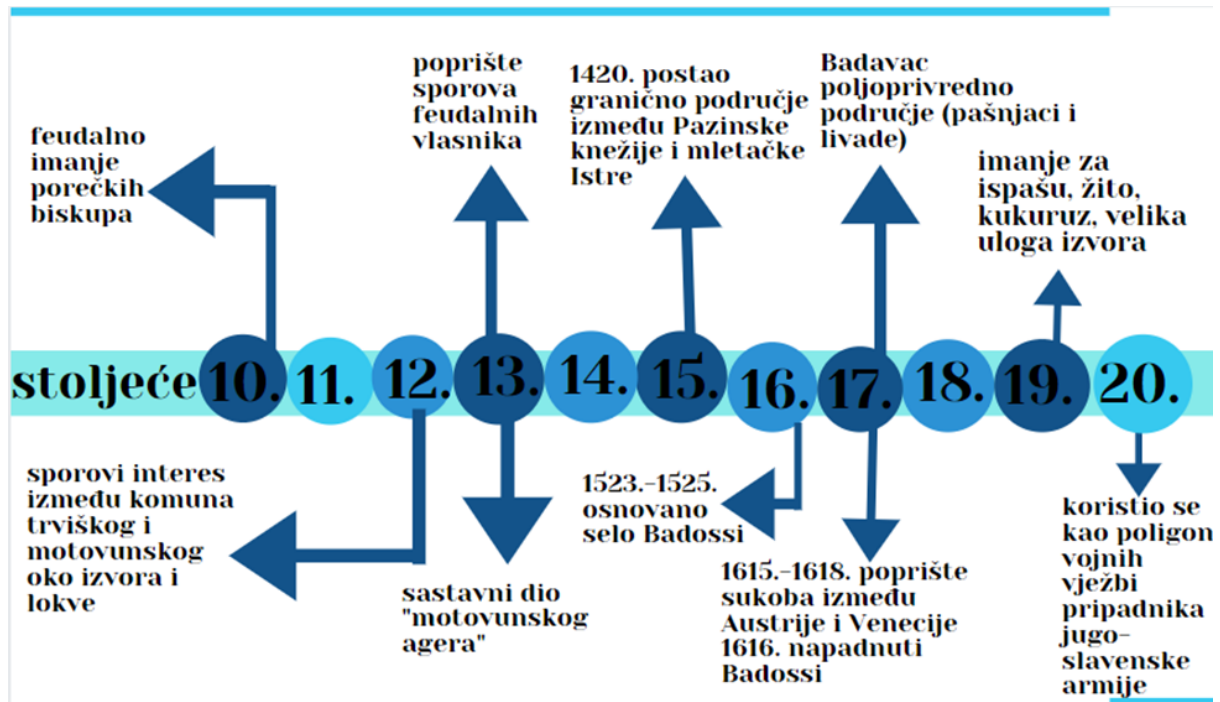 feudalno
imanje
porečkih
biskupa
poprište
sporova
feudalnih
vlasnika
1420. postao
granično područje
između Pazinske
knežije i mletačke
Istre
Badavac
poljoprivredno
područje (pašnjaci i
livade)
imanje za
ispašu, žito,
kukuruz, velika
uloga izvora
stoljeće 10. 11. 12. 13. 14. 15. 16. 17. 18. 19. 20.
sporovi interes
između komuna
trviškog i
motovunskog
oko izvora i
lokve
sastavni dio
"motovunskog
agera"
1523.-1525.
osnovano
selo Badossi
1615.-1618. poprište
sukoba između
Austrije i Venecije
1616. napadnuti
Badossi
koristio se
kao poligon
vojnih
vježbi
pripadnika
jugo-
slavenske
armije